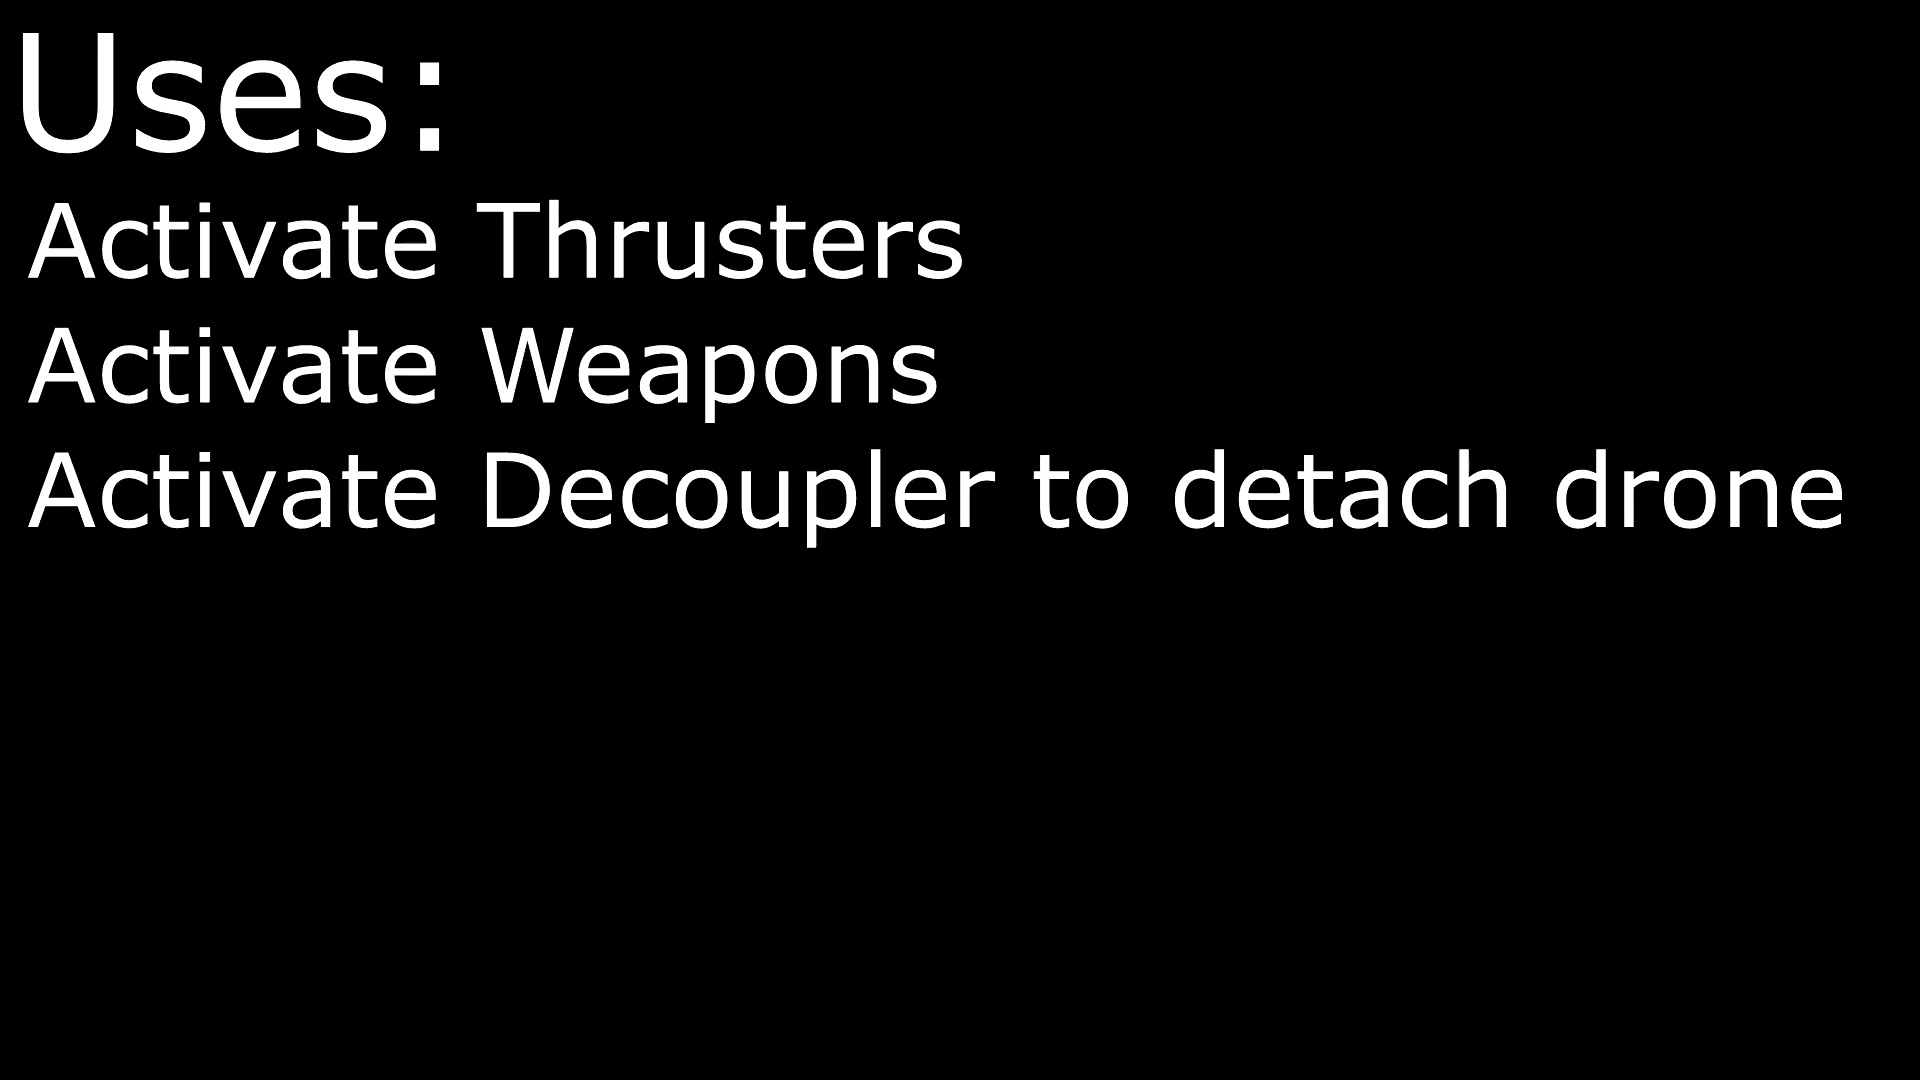 Uses:
Activate Thrusters
Activate Weapons
Activate Decoupler to detach drone